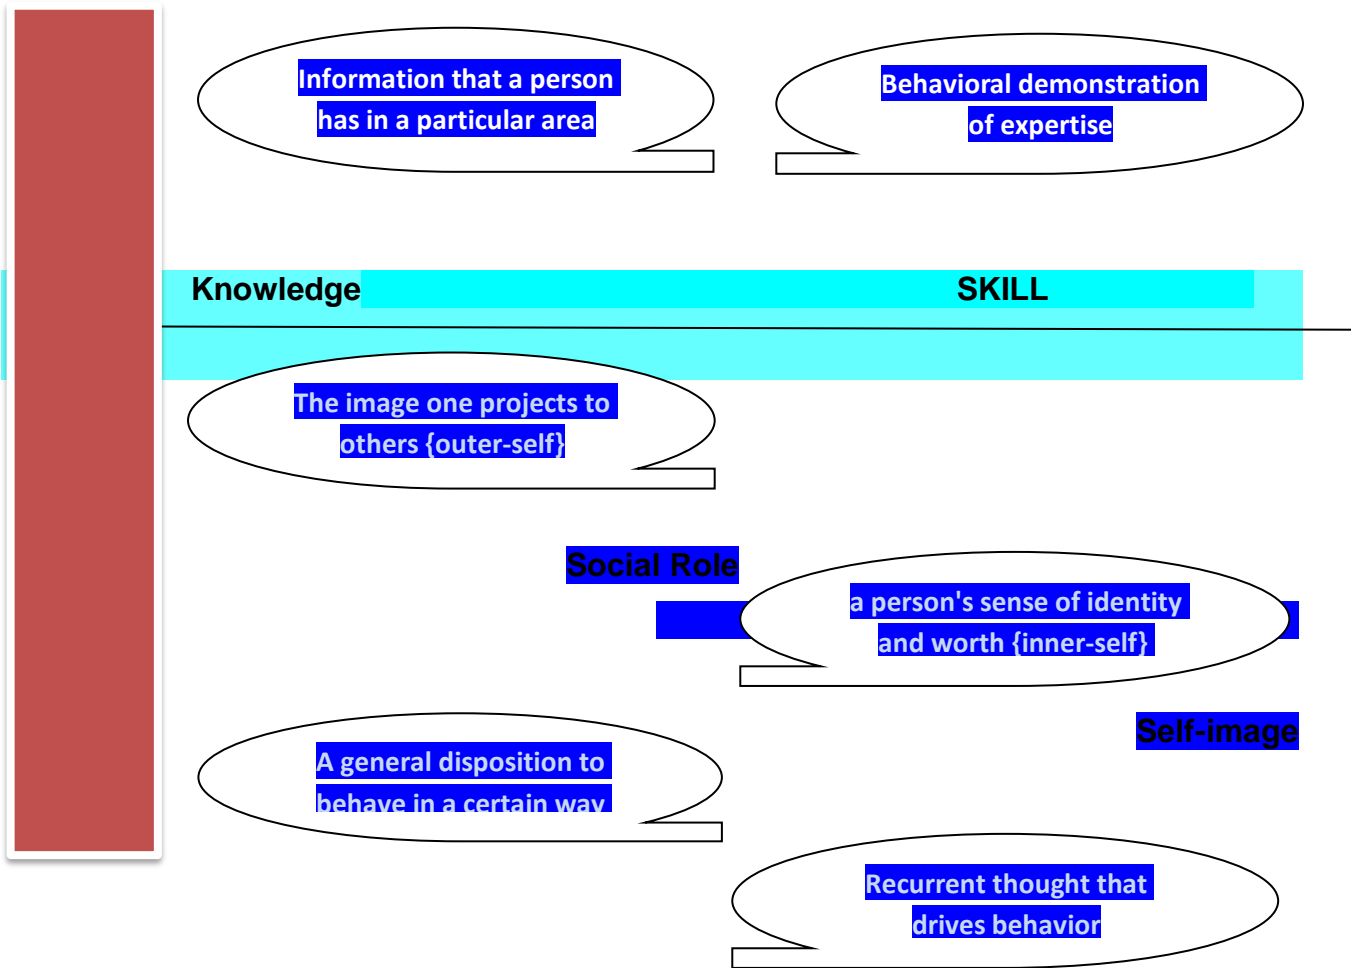 Information that a person
has in a particular area
Behavioral demonstration
of expertise
Knowledge
SKILL
The image one projects to
others {outer-self}
Social Role
a person's sense of identity
and worth {inner-self}
Self-image
A general disposition to
behave in a certain way
Recurrent thought that
drives behavior